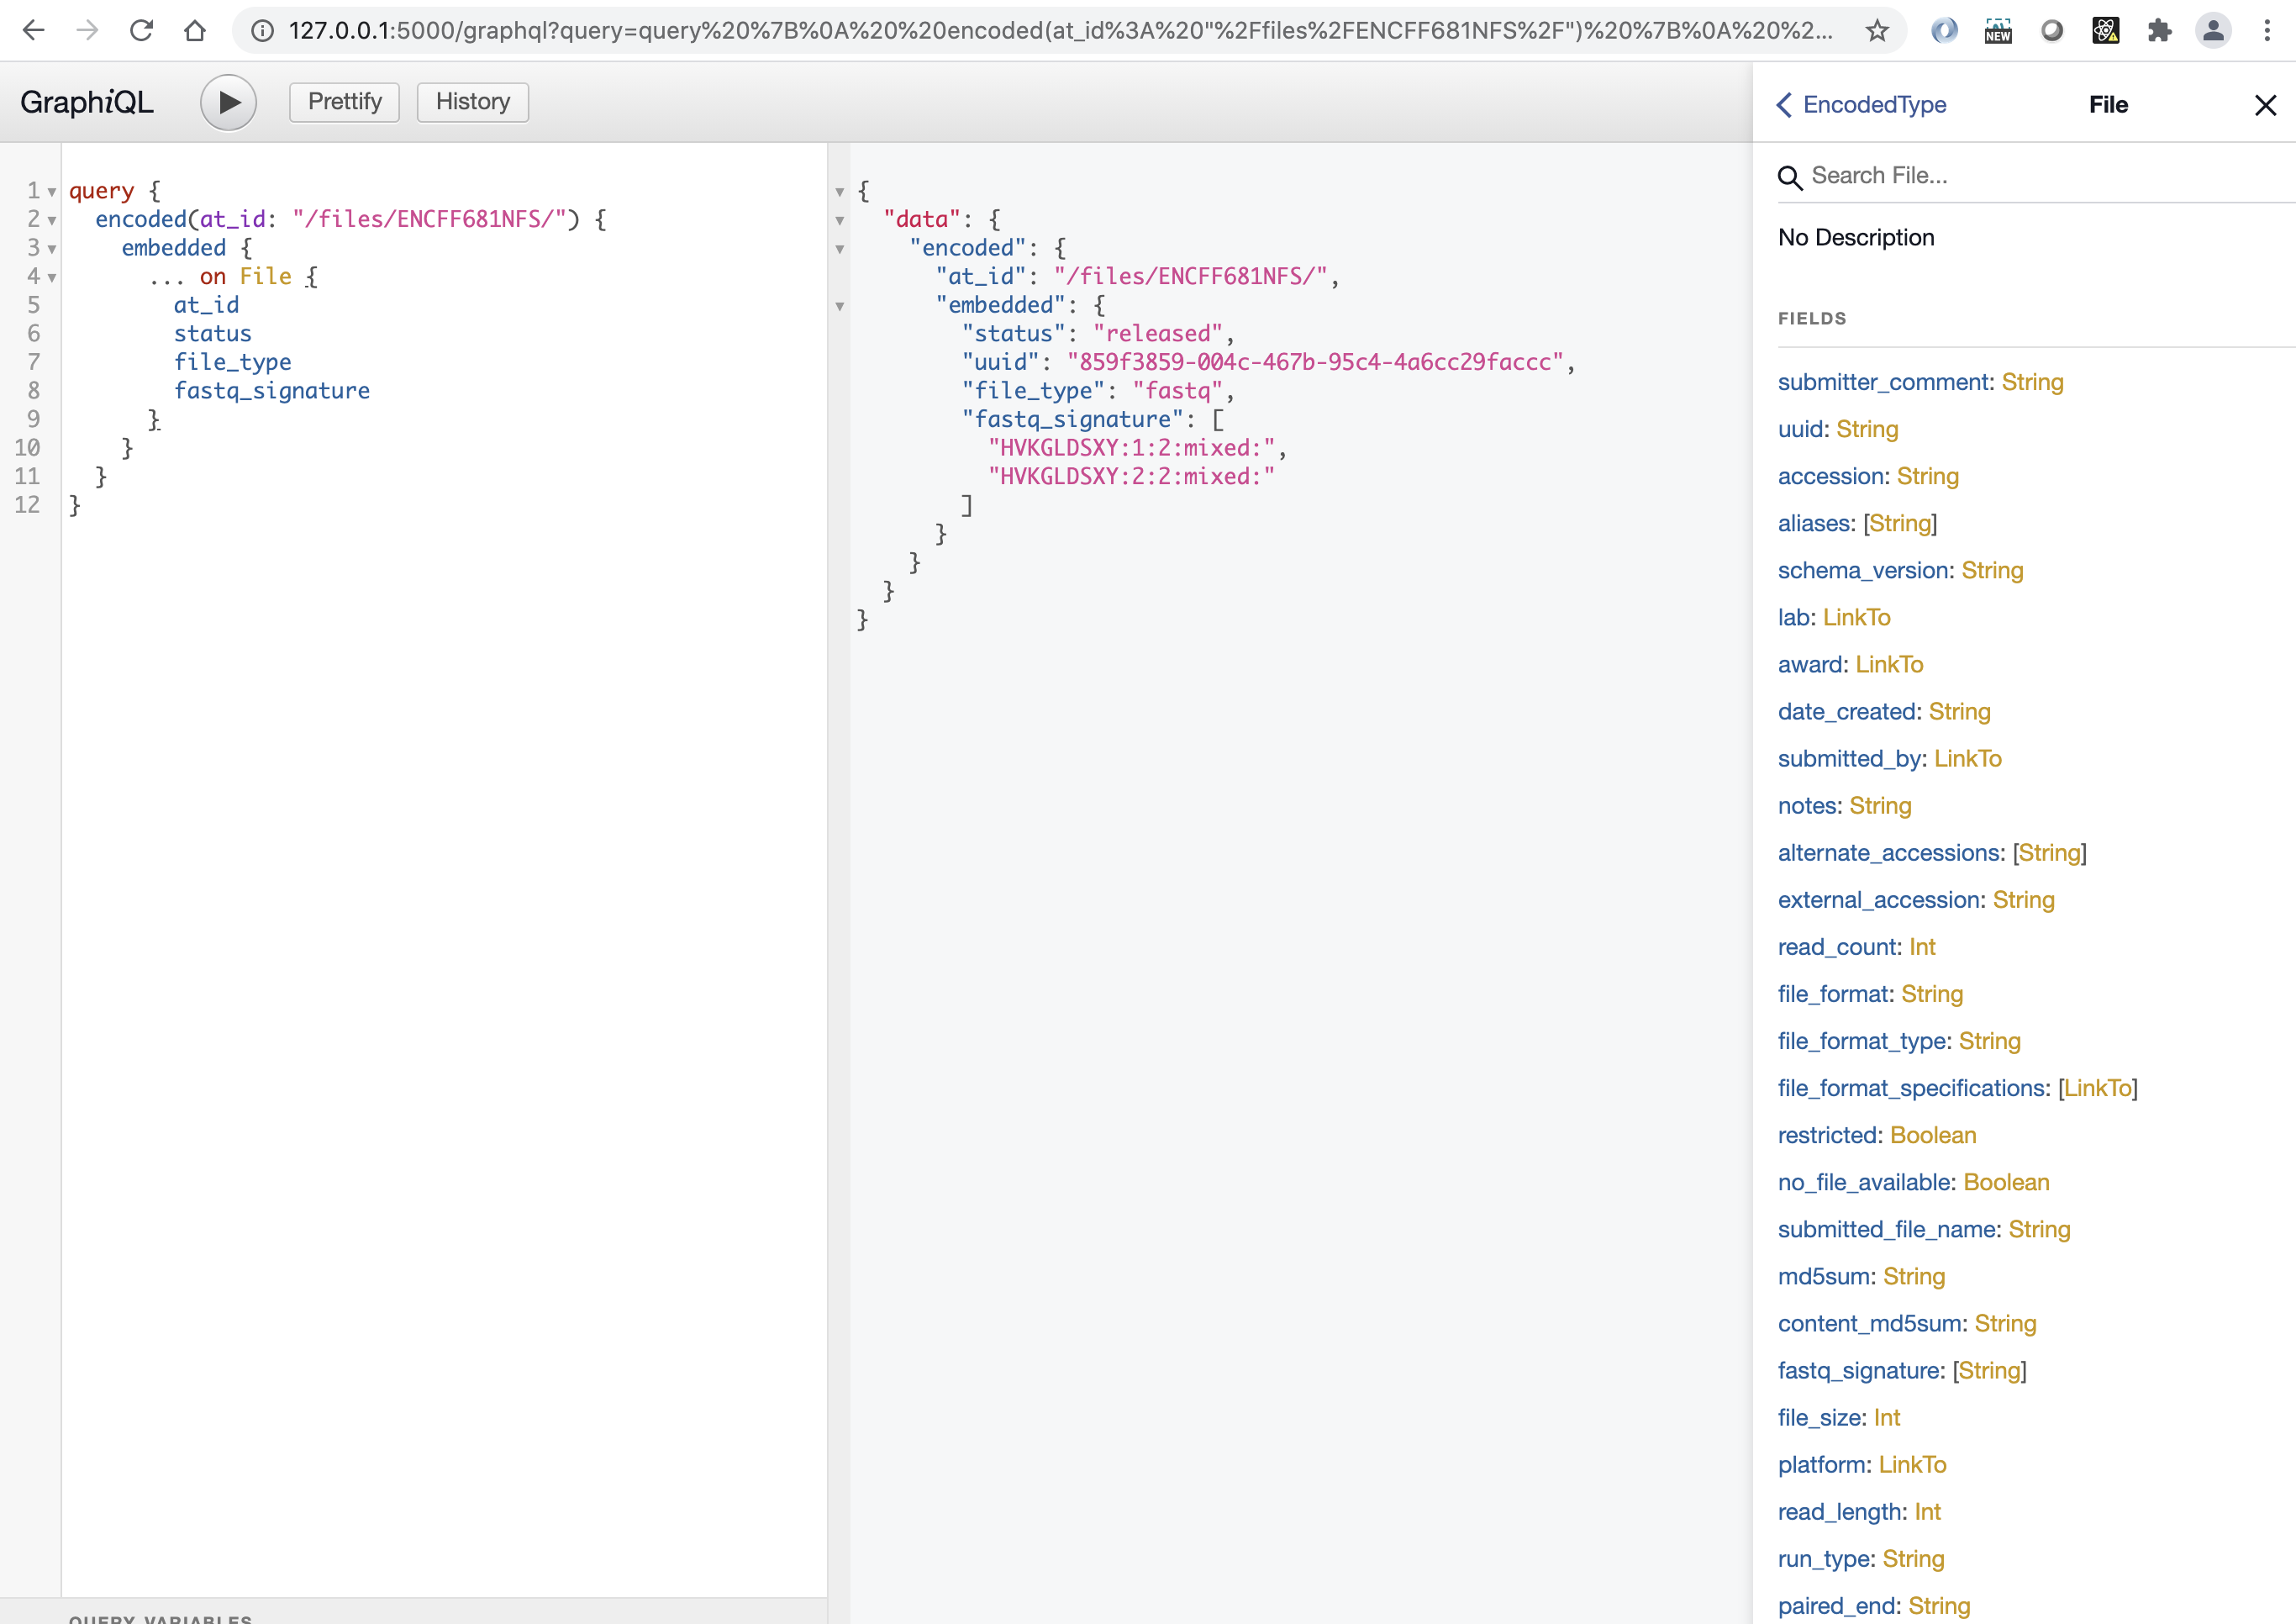 127.0.0.1:5000/graphql?query=query%20%7B%0A%20%20encoded(at_id%3A%20"%2Ffiles%2FENCFF681NFS%2F")%20%7B%0A%20%2...
NEW
GraphiQL
Prettify
History
1 query {
2 encoded(at_id: "/files/ENCFF681NFS/") {
3 embedded {
4 ... on File {
5 at_id
6 status
7 file_type
8 fastq_signature
9 }
10 }
11 }
12 }
QUERY VARIABLES
{
"data": {
"encoded": {
"at_id": "/files/ENCFF681NFS/",
"embedded": {
"status": "released",
"uuid": "859f3859-004c-467b-95c4-4a6cc29faccc",
"file_type": "fastq",
"fastq_signature": [
"HVKGLDSXY:1:2:mixed:",
"HVKGLDSXY:2:2:mixed:"
]
}
}
}
}
EncodedType
File
Search File...
No Description
FIELDS
submitter_comment: String
uuid: String
accession: String
aliases: [String]
schema_version: String
lab: LinkTo
award: LinkTo
date_created: String
submitted_by: LinkTo
notes: String
alternate_accessions: [String]
external_accession: String
read_count: Int
file_format: String
file_format_type: String
file_format_specifications: [LinkTo]
restricted: Boolean
no_file_available: Boolean
submitted_file_name: String
md5sum: String
content_md5sum: String
fastq_signature: [String]
file_size: Int
platform: LinkTo
read_length: Int
run_type: String
paired_end: String